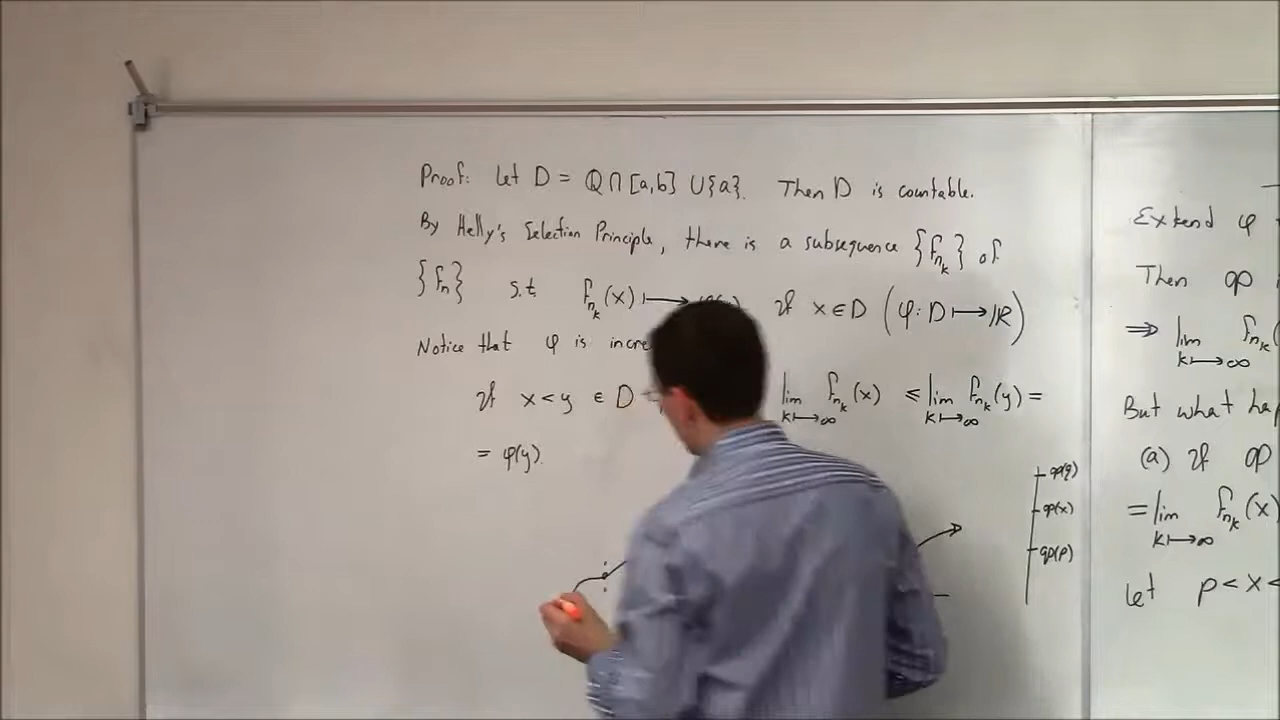 Proof: Let D = Q ∩ [a,b] ∪ {a}. Then D is countable.
By Helly's Selection Principle, there is a subsequence {f_{n_k}} of
{f_n} s.t. f_{n_k}(x) ⟼ if x ∈ D (φ: D ⟼ ℝ)
Notice that φ is
if x < y ∈ D lim_{k⟼∞} f_{n_k}(x) ≤ lim_{k⟼∞} f_{n_k}(y) =
= φ(y).
φ(q)
φ(x)
φ(p)
Extend φ
Then φ
⇒ lim_{k⟼∞} f_{n_k}(
But what
(a) If φ
= lim_{k⟼∞} f_{n_k}(x)
Let p < x <